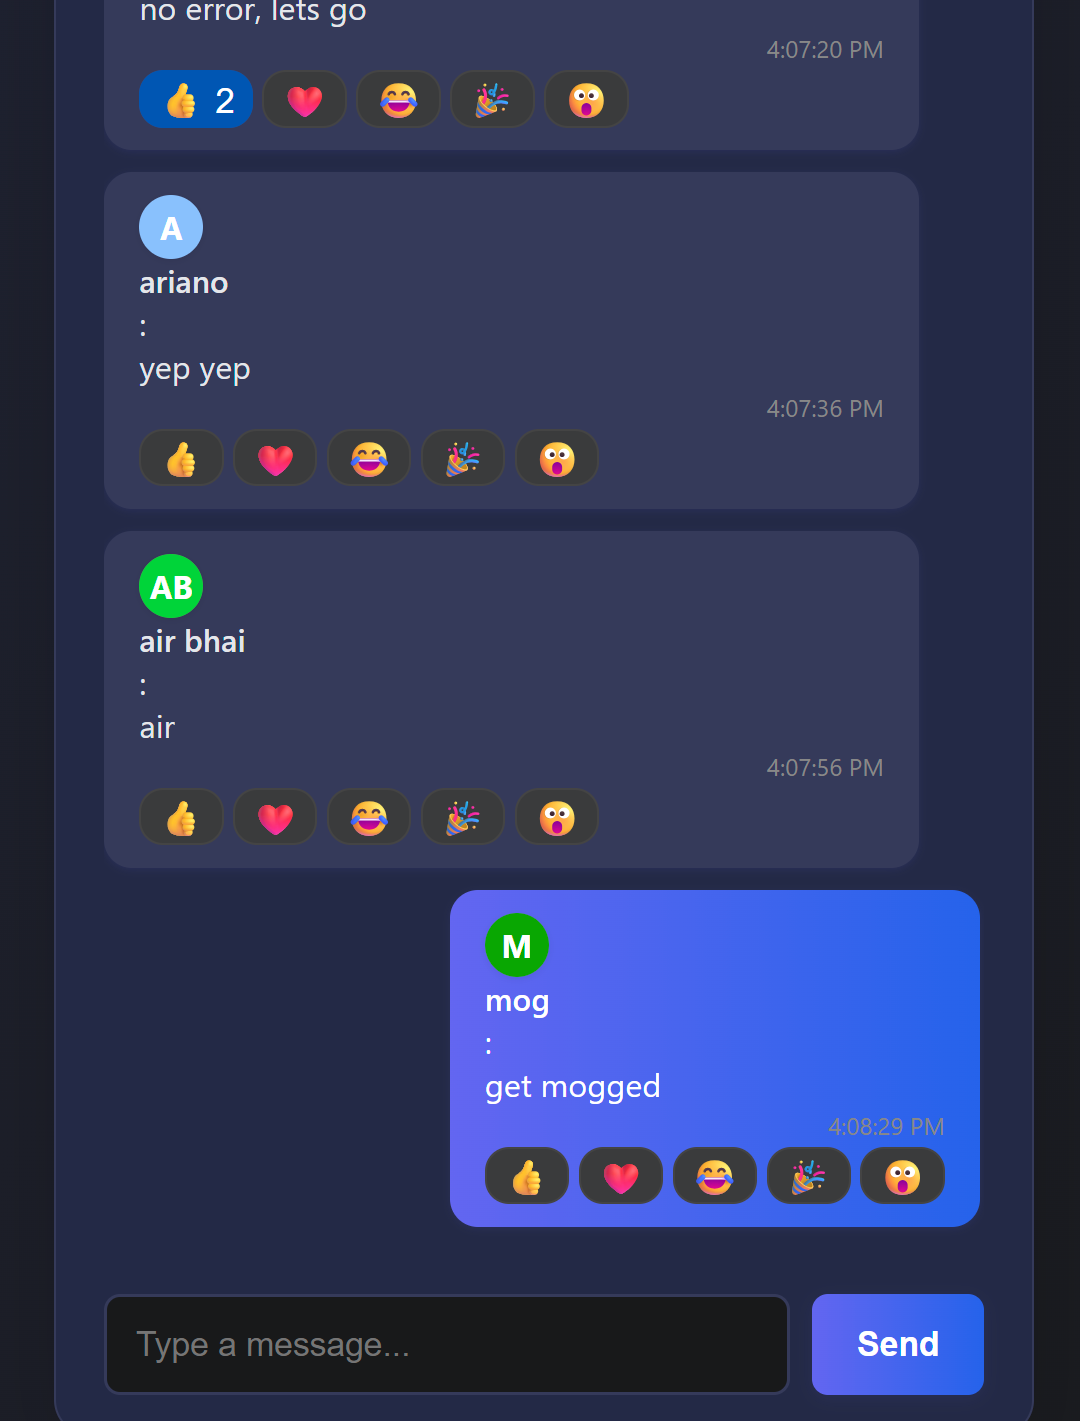 no error, lets go
4:07:20 PM
👍 2 ❤️ 😂 🎉 😲
A
ariano
:
yep yep
4:07:36 PM
👍 ❤️ 😂 🎉 😲
AB
air bhai
:
air
4:07:56 PM
👍 ❤️ 😂 🎉 😲
M
mog
:
get mogged
4:08:29 PM
👍 ❤️ 😂 🎉 😲
Type a message...
Send